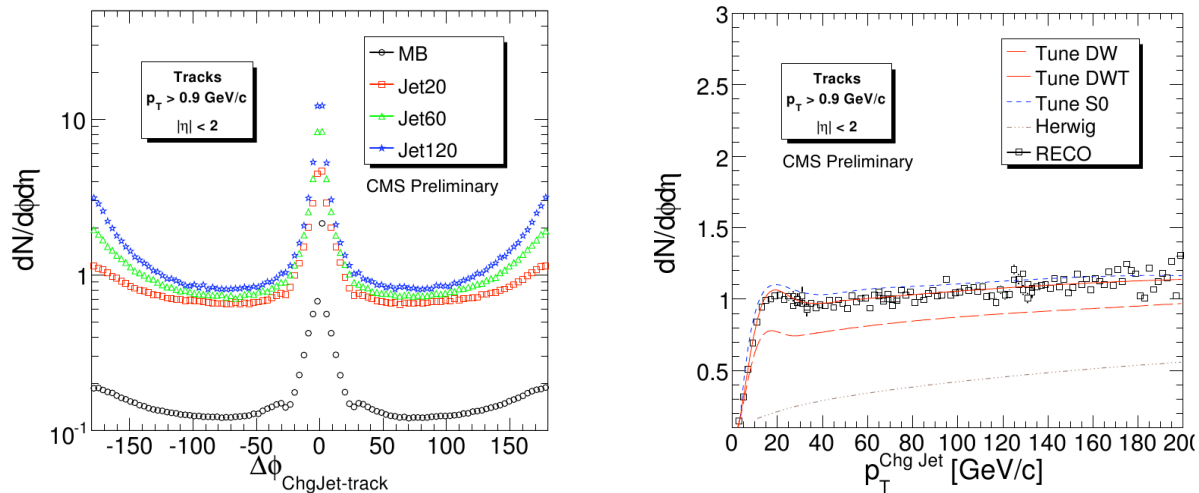 dN/dϕdη
10
1
10⁻¹
Tracks
p_T > 0.9 GeV/c
|η| < 2
MB
Jet20
Jet60
Jet120
CMS Preliminary
-150 -100 -50 0 50 100 150
Δϕ_ChgJet-track
dN/dϕdη
3
2.5
2
1.5
1
0.5
Tracks
p_T > 0.9 GeV/c
|η| < 2
CMS Preliminary
Tune DW
Tune DWT
Tune S0
Herwig
RECO
0 20 40 60 80 100 120 140 160 180 200
p_T^Chg Jet [GeV/c]